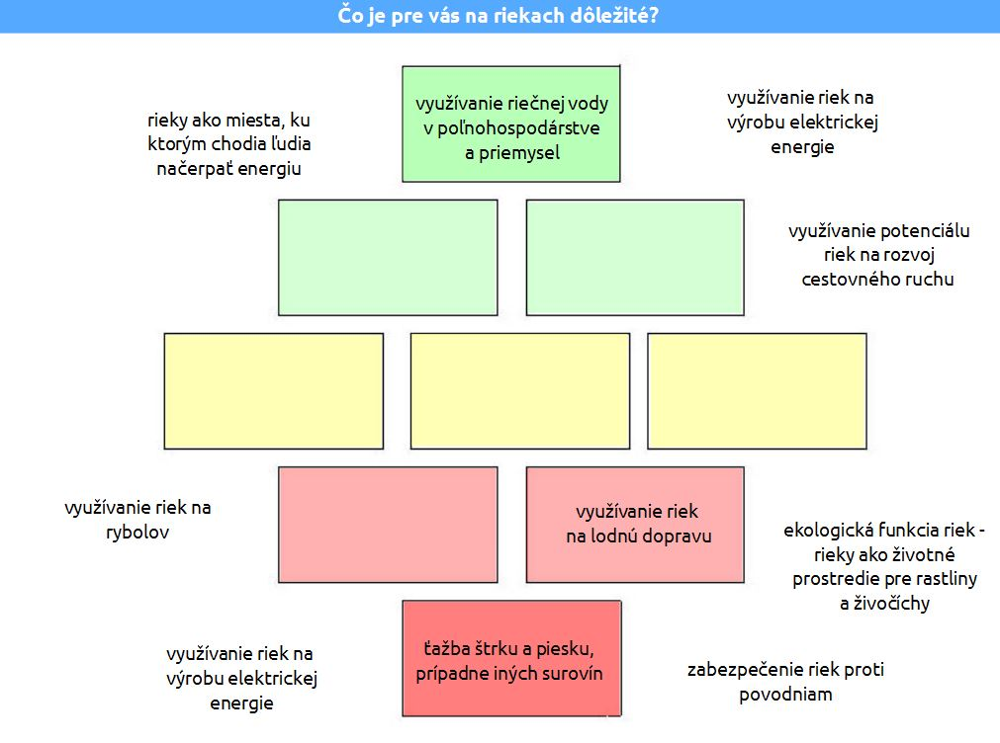 Čo je pre vás na riekach dôležité?
rieky ako miesta, ku
ktorým chodia ľudia
načerpať energiu
využívanie riečnej vody
v poľnohospodárstve
a priemysel
využívanie riek na
výrobu elektrickej
energie
využívanie potenciálu
riek na rozvoj
cestovného ruchu
využívanie riek na
rybolov
využívanie riek
na lodnú dopravu
ekologická funkcia riek -
rieky ako životné
prostredie pre rastliny
a živočíchy
využívanie riek na
výrobu elektrickej
energie
ťažba štrku a piesku,
prípadne iných surovín
zabezpečenie riek proti
povodniam